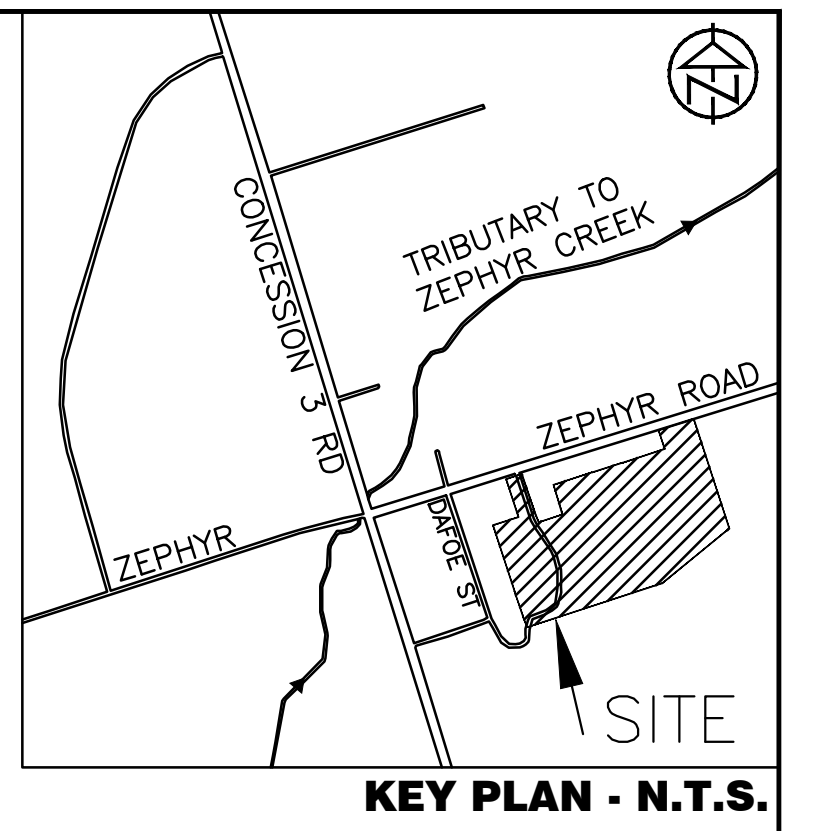 N
CONCESSION 3 RD
TRIBUTARY TO
ZEPHYR CREEK
ZEPHYR ROAD
ZEPHYR
DAFOE ST
SITE
KEY PLAN - N.T.S.